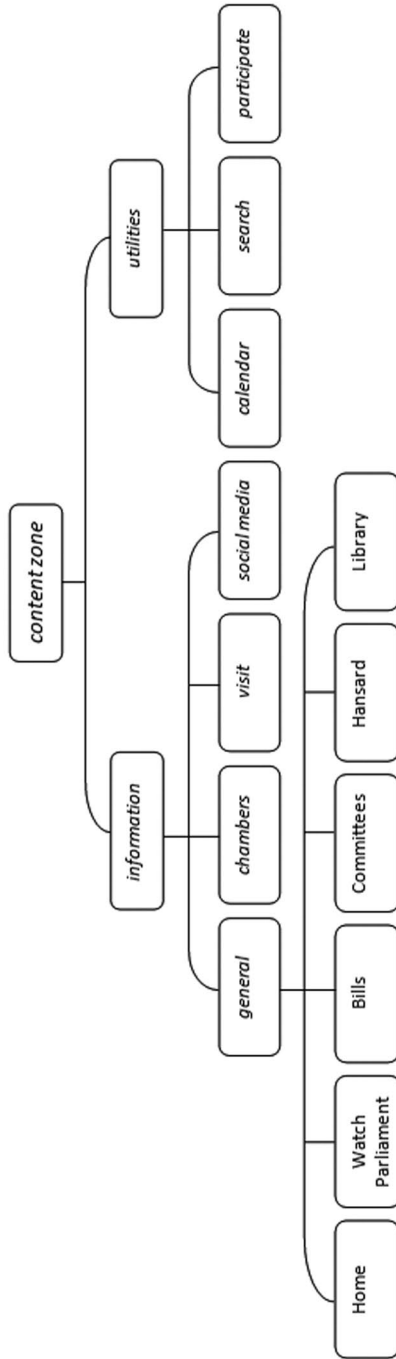 content zone
information
utilities
general
chambers
visit
social media
calendar
search
participate
Home
Watch
Parliament
Bills
Committees
Hansard
Library